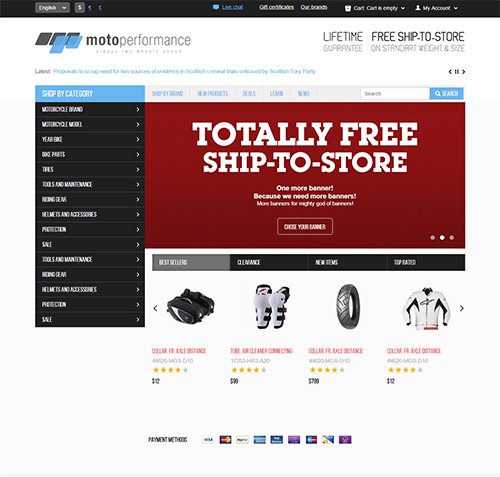 English $ € £ Live chat Gift certificates Our brands Cart: Cart is empty My Account
motoperformance
always two wheels ahead
LIFETIME FREE SHIP-TO-STORE
GUARANTEE ON STANDART WEIGHT & SIZE
Latest: Proposals to scrap need for two sources of evidence in Scottish criminal trials criticised by Scottish Tory Party
SHOP BY CATEGORY
SHOP BY BRAND NEW PRODUCTS DEALS LEARN NEWS Search SEARCH
MOTORCYCLE BRAND
MOTORCYCLE MODEL
YEAR BIKE
BIKE PARTS
TIRES
TOOLS AND MAINTENANCE
RIDING GEAR
HELMETS AND ACCESSORIES
PROTECTION
SALE
TOOLS AND MAINTENANCE
RIDING GEAR
HELMETS AND ACCESSORIES
PROTECTION
SALE
TOTALLY FREE
SHIP-TO-STORE
One more banner!
Because we need more banners!
More banners for mighty god of banners!
CHOSE YOUR BANNER
BEST SELLERS CLEARANCE NEW ITEMS TOP RATED
COLLAR, FR. AXLE DISTANCE TUBE, AIR CLEANER CONNECTING COLLAR, FR. AXLE DISTANCE COLLAR, FR. AXLE DISTANCE
44620-MGS-D10 17253-HR3-A20 44620-MGS-D10 44620-MGS-D10
$12 $99 $799 $12
PAYMENT METHODS VISA PayPal